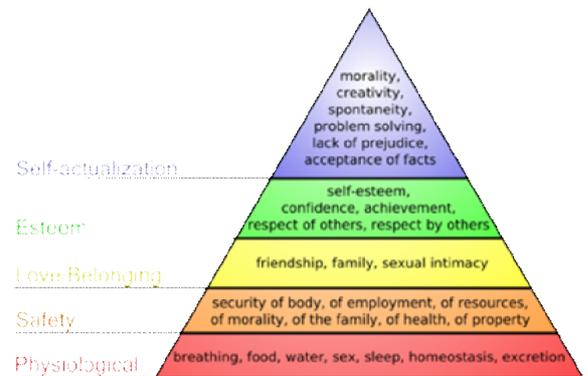 morality,
creativity,
spontaneity,
problem solving,
lack of prejudice,
acceptance of facts
Self-actualization
self-esteem,
confidence, achievement,
respect of others, respect by others
Esteem
friendship, family, sexual intimacy
Love/Belonging
security of body, of employment, of resources,
of morality, of the family, of health, of property
Safety
breathing, food, water, sex, sleep, homeostasis, excretion
Physiological